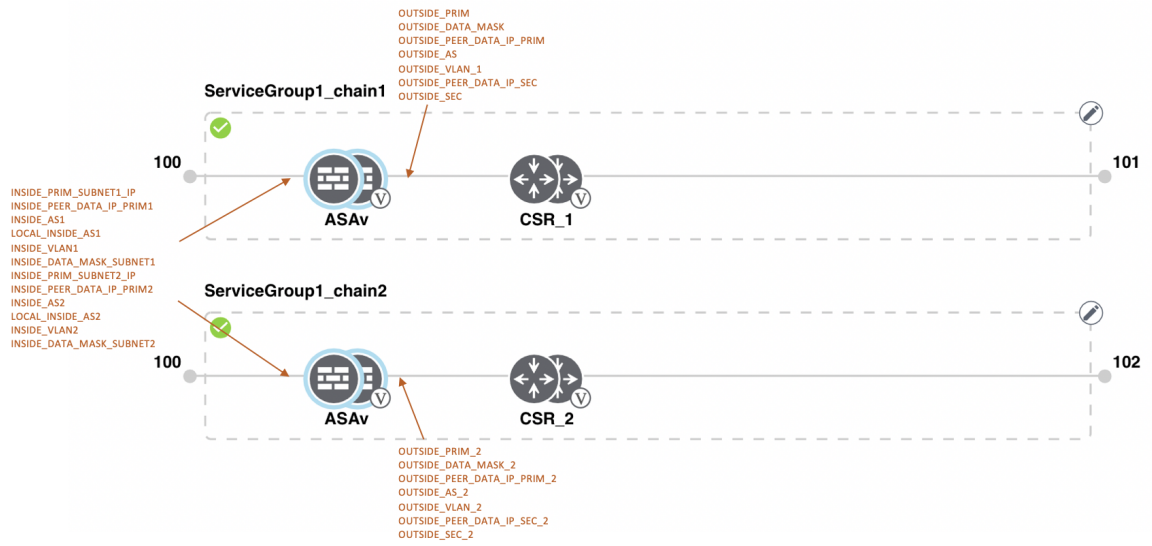 OUTSIDE_PRIM
OUTSIDE_DATA_MASK
OUTSIDE_PEER_DATA_IP_PRIM
OUTSIDE_AS
OUTSIDE_VLAN_1
OUTSIDE_PEER_DATA_IP_SEC
OUTSIDE_SEC
ServiceGroup1_chain1
100
101
V
V
ASAv
CSR_1
INSIDE_PRIM_SUBNET1_IP
INSIDE_PEER_DATA_IP_PRIM1
INSIDE_AS1
LOCAL_INSIDE_AS1
INSIDE_VLAN1
INSIDE_DATA_MASK_SUBNET1
INSIDE_PRIM_SUBNET2_IP
INSIDE_PEER_DATA_IP_PRIM2
INSIDE_AS2
LOCAL_INSIDE_AS2
INSIDE_VLAN2
INSIDE_DATA_MASK_SUBNET2
ServiceGroup1_chain2
100
102
V
V
ASAv
CSR_2
OUTSIDE_PRIM_2
OUTSIDE_DATA_MASK_2
OUTSIDE_PEER_DATA_IP_PRIM_2
OUTSIDE_AS_2
OUTSIDE_VLAN_2
OUTSIDE_PEER_DATA_IP_SEC_2
OUTSIDE_SEC_2